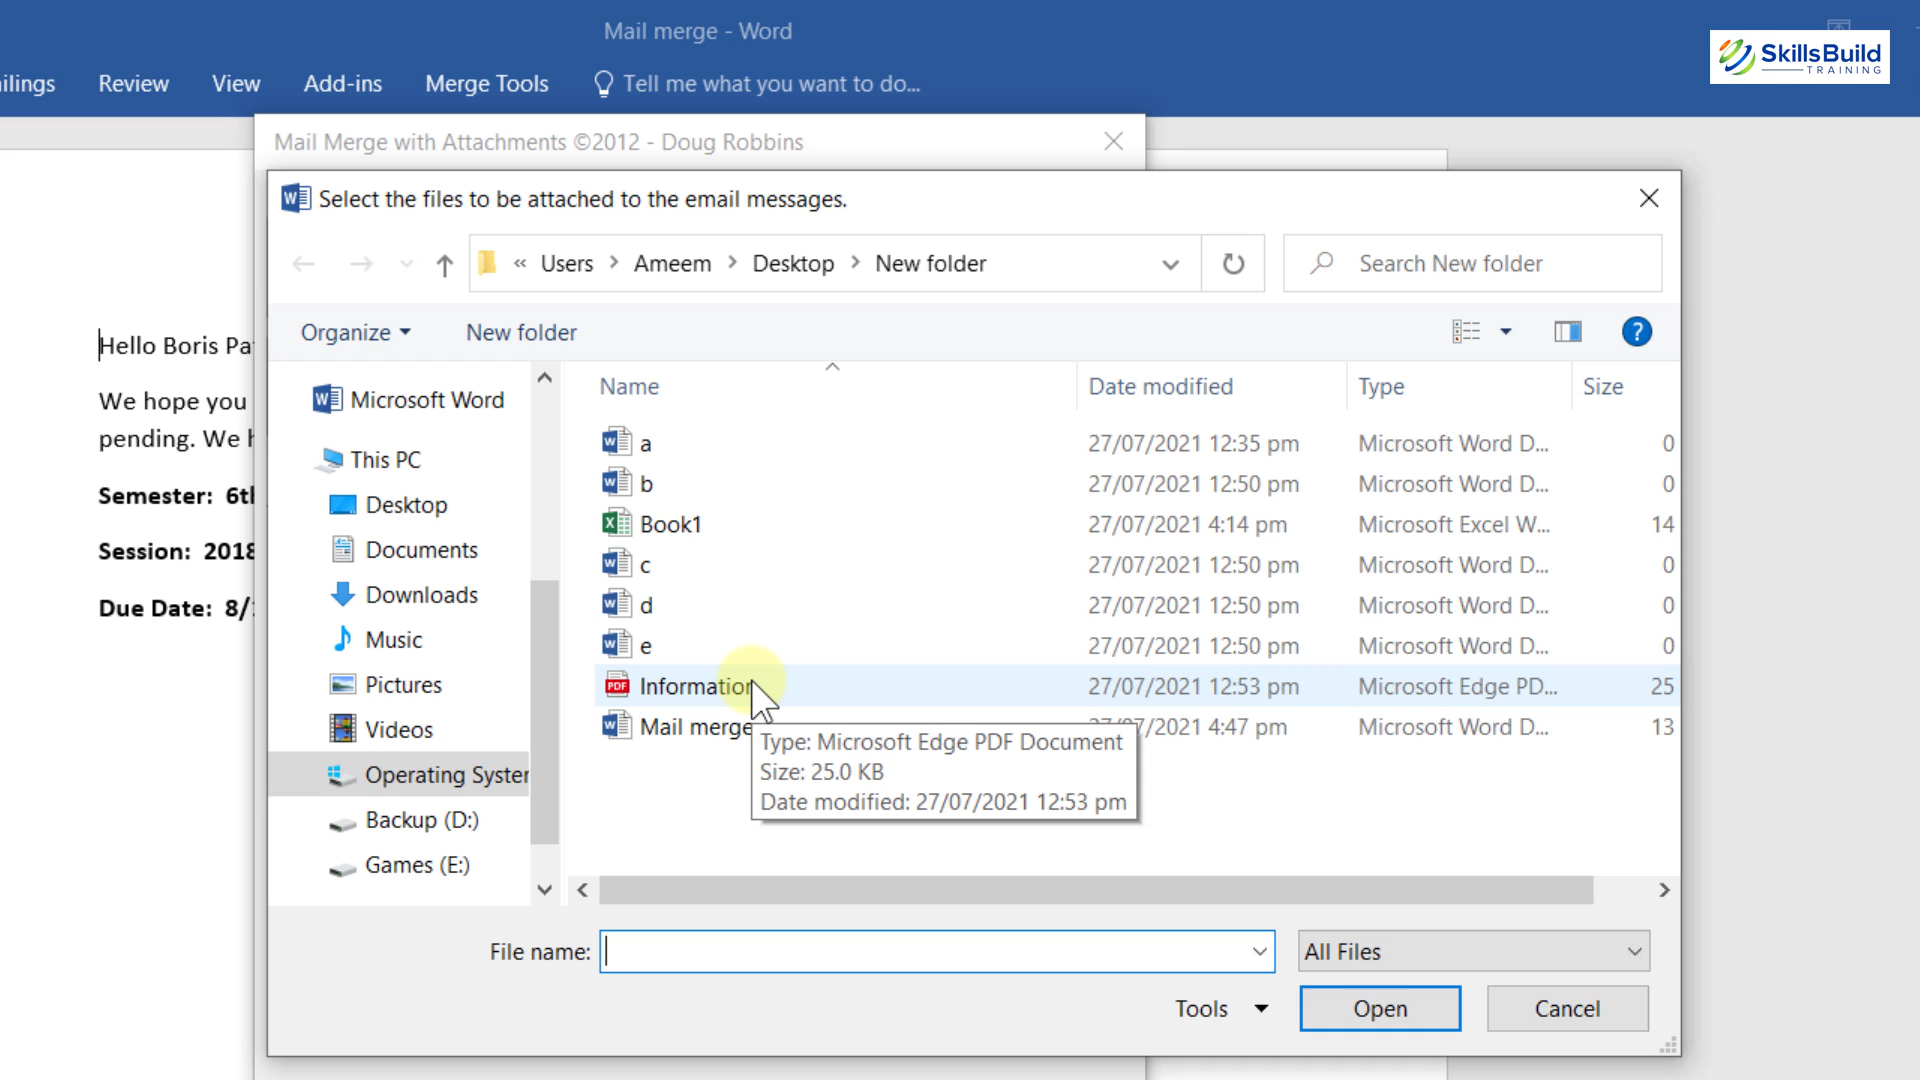 Mail merge - Word
SkillsBuild
TRAINING
ilings Review View Add-ins Merge Tools Tell me what you want to do...
Mail Merge with Attachments ©2012 - Doug Robbins
Select the files to be attached to the email messages.
« Users > Ameem > Desktop > New folder
Search New folder
Organize New folder
Hello Boris Pa
We hope you
pending. We h
Semester: 6th
Session: 2018
Due Date: 8/
Microsoft Word
This PC
Desktop
Documents
Downloads
Music
Pictures
Videos
Operating Syster
Backup (D:)
Games (E:)
Name Date modified Type Size
a 27/07/2021 12:35 pm Microsoft Word D... 0
b 27/07/2021 12:50 pm Microsoft Word D... 0
Book1 27/07/2021 4:14 pm Microsoft Excel W... 14
c 27/07/2021 12:50 pm Microsoft Word D... 0
d 27/07/2021 12:50 pm Microsoft Word D... 0
e 27/07/2021 12:50 pm Microsoft Word D... 0
PDF Information 27/07/2021 12:53 pm Microsoft Edge PD... 25
Mail merge 27/07/2021 4:47 pm Microsoft Word D... 13
Type: Microsoft Edge PDF Document
Size: 25.0 KB
Date modified: 27/07/2021 12:53 pm
File name:
All Files
Tools Open Cancel